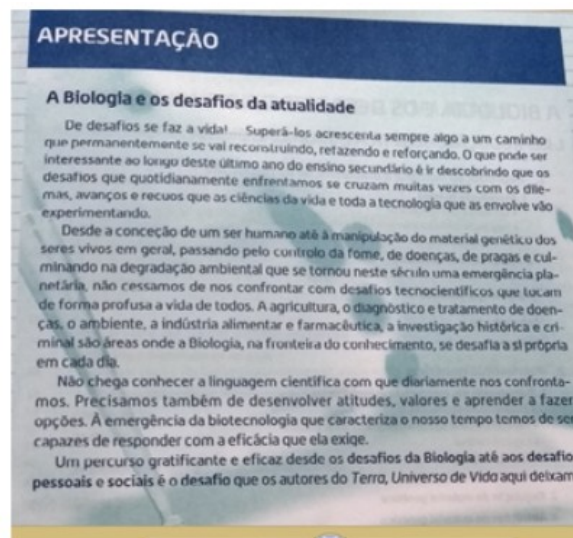 APRESENTAÇÃO
A Biologia e os desafios da atualidade
De desafios se faz a vida!... Superá-los acrescenta sempre algo a um caminho
que permanentemente se vai reconstruindo, refazendo e reforçando. O que pode ser
interessante ao longo deste último ano do ensino secundário é ir descobrindo que os
desafios que quotidianamente enfrentamos se cruzam muitas vezes com os dile-
mas, avanços e recuos que as ciências da vida e toda a tecnologia que as envolve vão
experimentando.
Desde a conceção de um ser humano até à manipulação do material genético dos
seres vivos em geral, passando pelo controlo da fome, de doenças, de pragas e cul-
minando na degradação ambiental que se tornou neste século uma emergência pla-
netária, não cessamos de nos confrontar com desafios tecnocientíficos que tocam
de forma profusa a vida de todos. A agricultura, o diagnóstico e tratamento de doen-
ças, o ambiente, a indústria alimentar e farmacêutica, a investigação histórica e cri-
minal são áreas onde a Biologia, na fronteira do conhecimento, se desafia a si própria
em cada dia.
Não chega conhecer a linguagem científica com que diariamente nos confronta-
mos. Precisamos também de desenvolver atitudes, valores e aprender a fazer
opções. À emergência da biotecnologia que caracteriza o nosso tempo temos de ser
capazes de responder com a eficácia que ela exige.
Um percurso gratificante e eficaz desde os desafios da Biologia até aos desafio
pessoais e sociais é o desafio que os autores do Terra, Universo de Vida aqui deixam